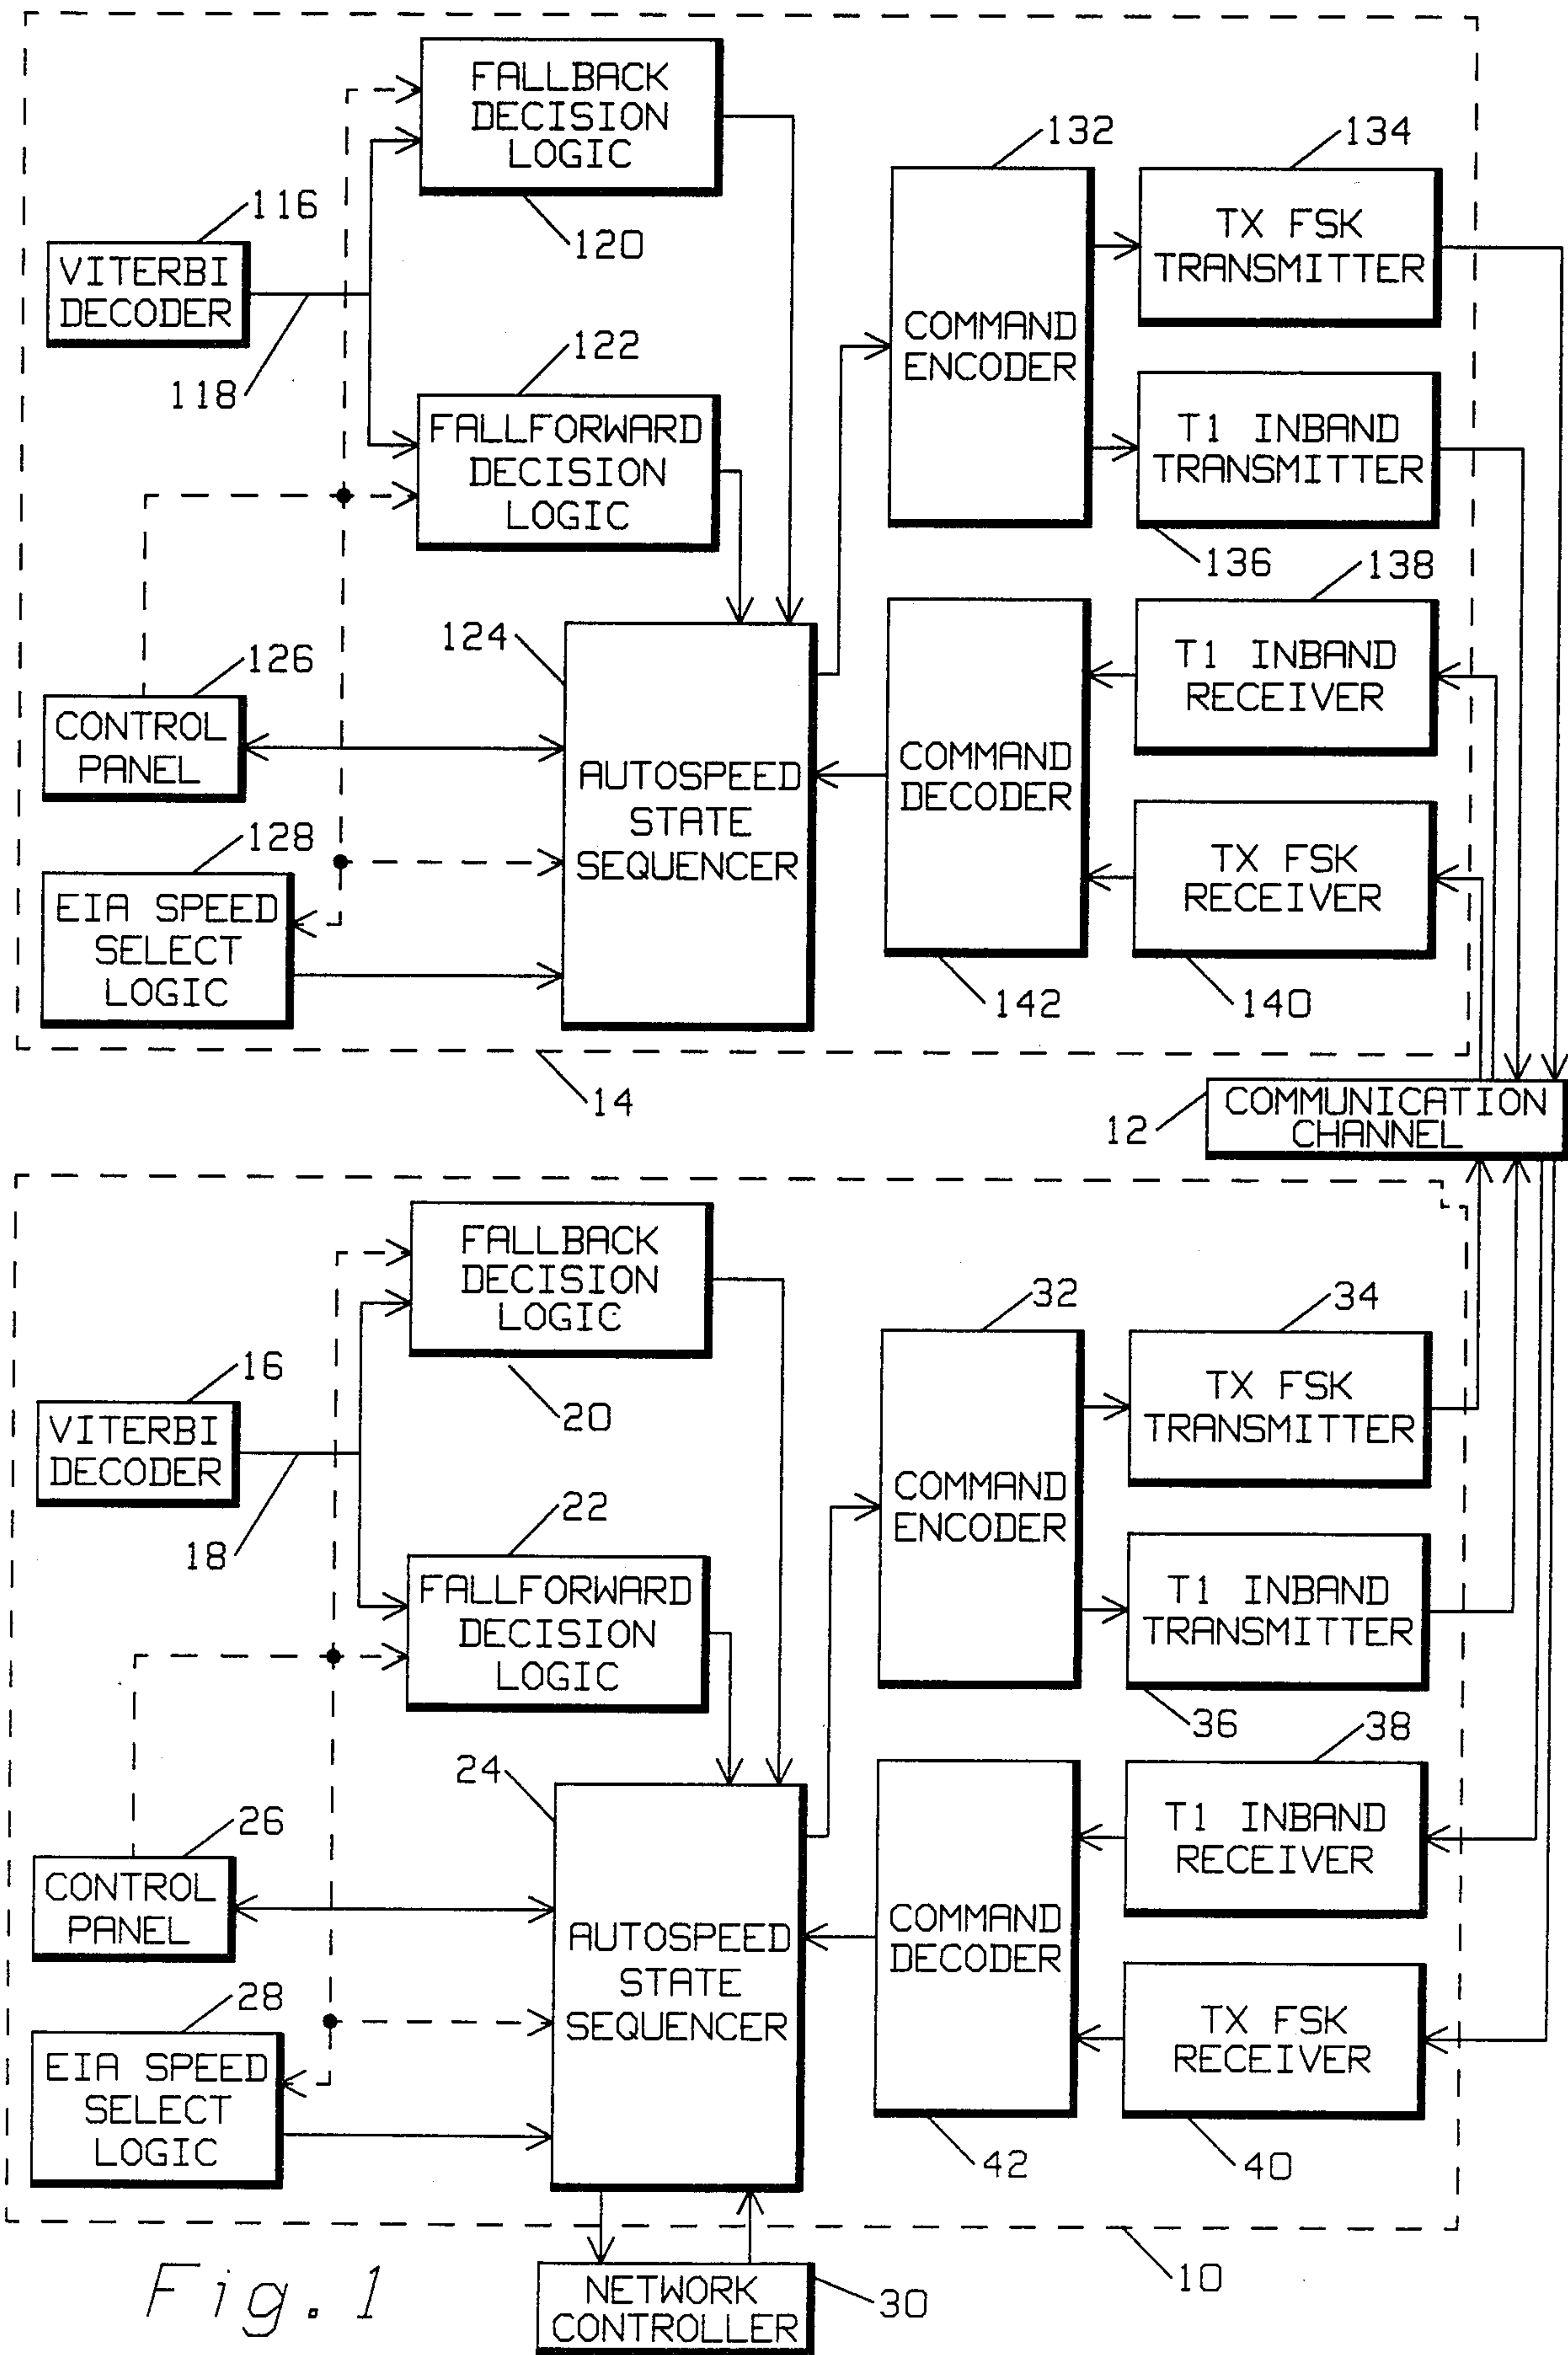 FALLBACK
DECISION
LOGIC
120
116
VITERBI
DECODER
118
122
FALLFORWARD
DECISION
LOGIC
132
COMMAND
ENCODER
134
TX FSK
TRANSMITTER
T1 INBAND
TRANSMITTER
136
138
T1 INBAND
RECEIVER
TX FSK
RECEIVER
140
COMMAND
DECODER
142
124
AUTOSPEED
STATE
SEQUENCER
126
CONTROL
PANEL
128
EIA SPEED
SELECT
LOGIC
14
12
COMMUNICATION
CHANNEL
FALLBACK
DECISION
LOGIC
20
16
VITERBI
DECODER
18
22
FALLFORWARD
DECISION
LOGIC
32
COMMAND
ENCODER
34
TX FSK
TRANSMITTER
T1 INBAND
TRANSMITTER
36
38
T1 INBAND
RECEIVER
TX FSK
RECEIVER
40
COMMAND
DECODER
42
24
AUTOSPEED
STATE
SEQUENCER
26
CONTROL
PANEL
28
EIA SPEED
SELECT
LOGIC
10
NETWORK
CONTROLLER
30
Fig. 1